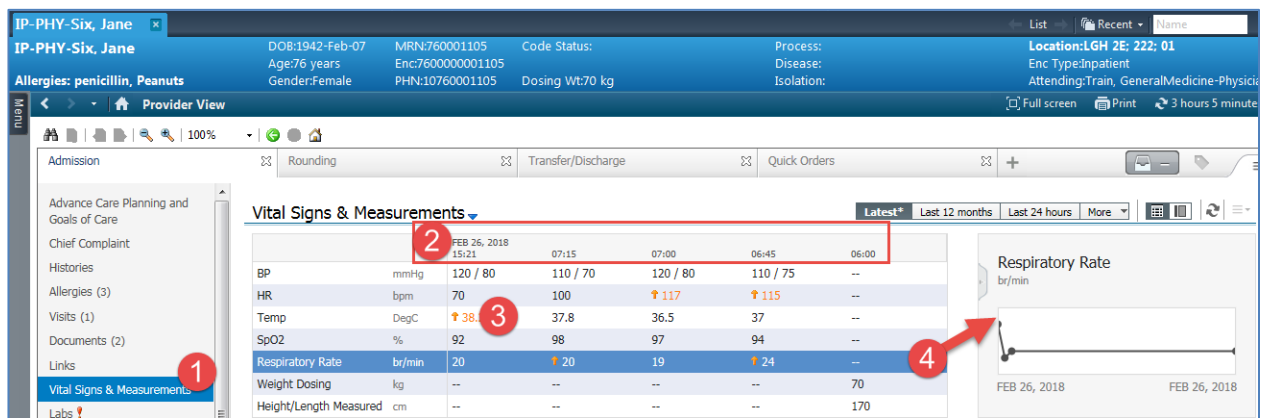 IP-PHY-Six, Jane
List Recent Name
IP-PHY-Six, Jane DOB:1942-Feb-07 MRN:760001105 Code Status: Process: Location:LGH 2E; 222; 01
Age:76 years Enc:7600000001105 Disease: Enc Type:Inpatient
Allergies: penicillin, Peanuts Gender:Female PHN:10760001105 Dosing Wt:70 kg Isolation: Attending:Train, GeneralMedicine-Physicia
Menu
Provider View Full screen Print 3 hours 5 minute
100%
Admission Rounding Transfer/Discharge Quick Orders
Advance Care Planning and
Goals of Care
Chief Complaint
Histories
Allergies (3)
Visits (1)
Documents (2)
Links
Vital Signs & Measurements
Labs
1
Vital Signs & Measurements Latest* Last 12 months Last 24 hours More
2
FEB 26, 2018
15:21 07:15 07:00 06:45 06:00
BP mmHg 120 / 80 110 / 70 120 / 80 110 / 75 --
HR bpm 70 100 117 115 --
Temp DegC 38. 37.8 36.5 37 --
3
SpO2 % 92 98 97 94 --
Respiratory Rate br/min 20 20 19 24 --
Weight Dosing kg -- -- -- -- 70
Height/Length Measured cm -- -- -- -- 170
Respiratory Rate
br/min
4
FEB 26, 2018 FEB 26, 2018